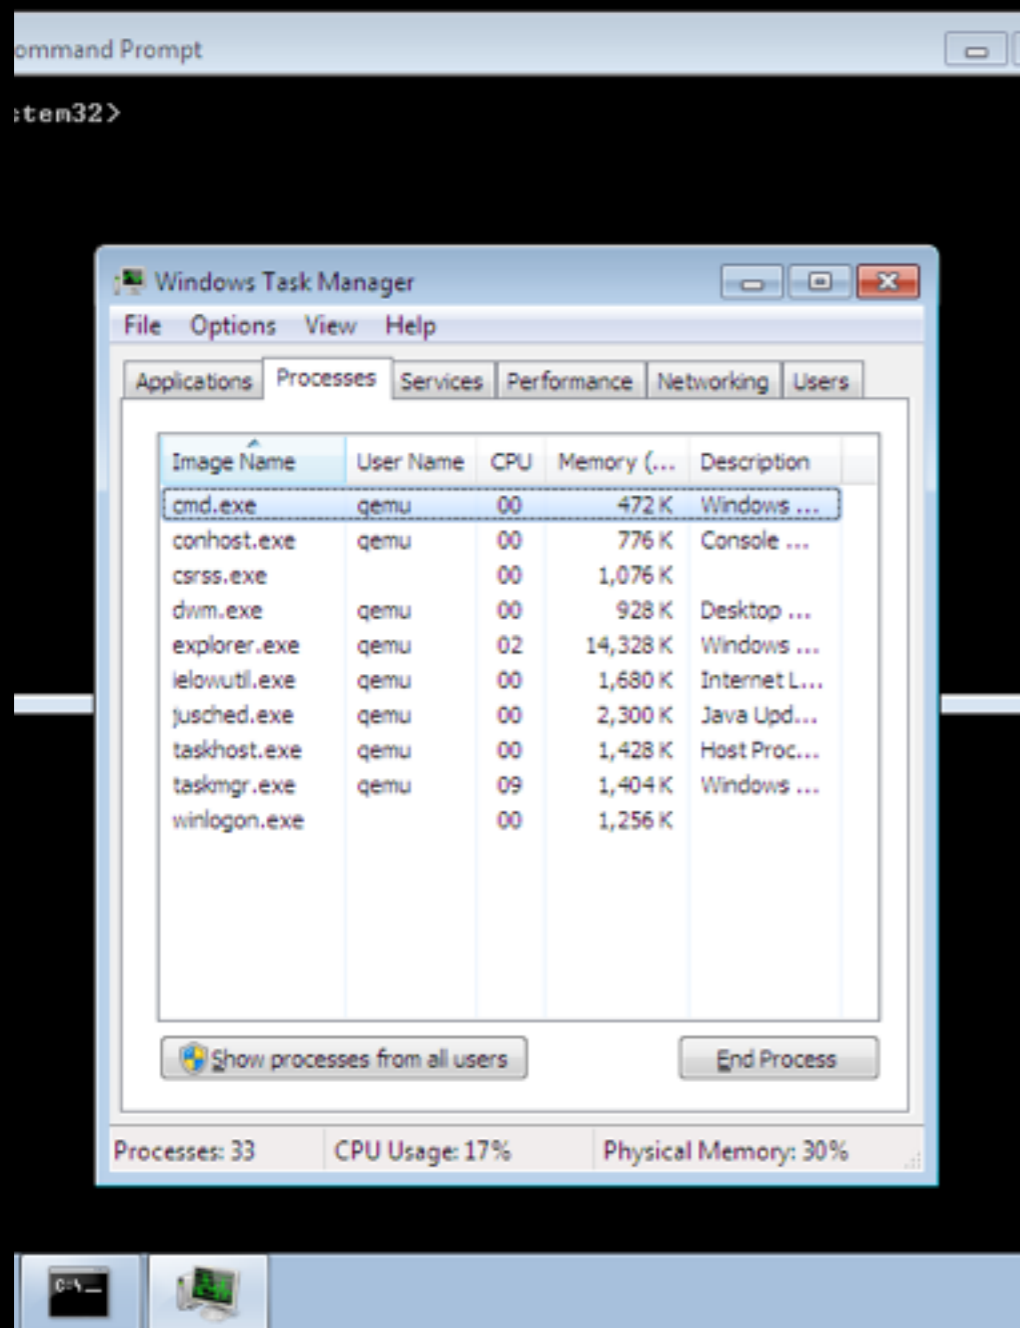 ommand Prompt
stem32>
Windows Task Manager
File Options View Help
Applications Processes Services Performance Networking Users
Image Name User Name CPU Memory (... Description
cmd.exe qemu 00 472 K Windows ...
conhost.exe qemu 00 776 K Console ...
csrss.exe 00 1,076 K
dwm.exe qemu 00 928 K Desktop ...
explorer.exe qemu 02 14,328 K Windows ...
ielowutil.exe qemu 00 1,680 K Internet L...
jusched.exe qemu 00 2,300 K Java Upd...
taskhost.exe qemu 00 1,428 K Host Proc...
taskmgr.exe qemu 09 1,404 K Windows ...
winlogon.exe 00 1,256 K
Show processes from all users End Process
Processes: 33 CPU Usage: 17% Physical Memory: 30%
C:\_